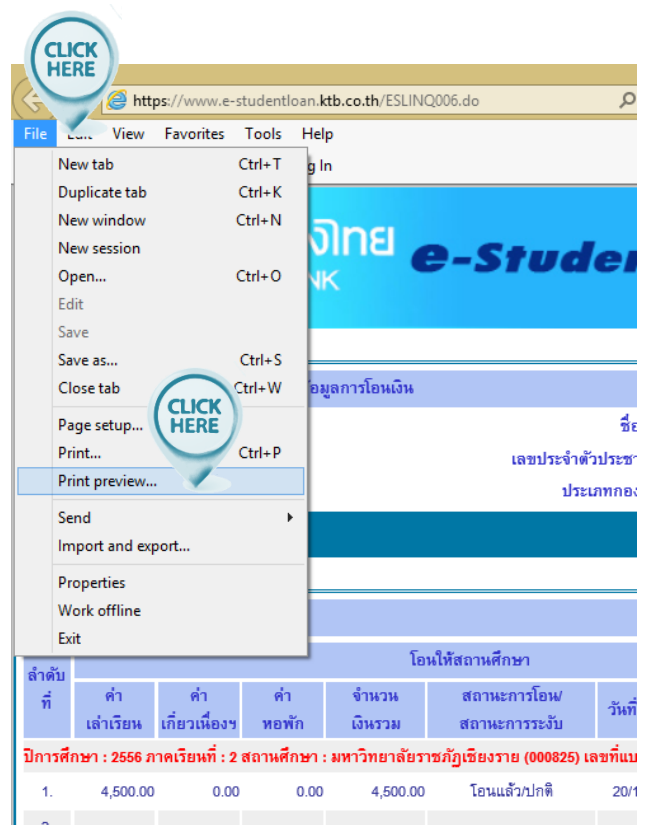 CLICK
HERE
https://www.e-studentloan.ktb.co.th/ESLINQ006.do
File View Favorites Tools Help
New tab Ctrl+T
g In
Duplicate tab Ctrl+K
New window Ctrl+N
New session
Open... Ctrl+O
Edit
Save
Save as... Ctrl+S
Close tab Ctrl+W
Page setup...
Print... Ctrl+P
Print preview...
Send
Import and export...
Properties
Work offline
Exit
CLICK
HERE
งไทย
NK
e-Studen
อมูลการโอนเงิน
ชื่อ
เลขประจำตัวประชา
ประเภทกอง
ลำดับ
ที่
โอนให้สถานศึกษา
ค่า
เล่าเรียน
ค่า
เกี่ยวเนื่องฯ
ค่า
หอพัก
จำนวน
เงินรวม
สถานะการโอน/
สถานะการระงับ
วันที่
ปีการศึกษา : 2556 ภาคเรียนที่ : 2 สถานศึกษา : มหาวิทยาลัยราชภัฏเชียงราย (000825) เลขที่แบ
1. 4,500.00 0.00 0.00 4,500.00 โอนแล้ว/ปกติ 20/1